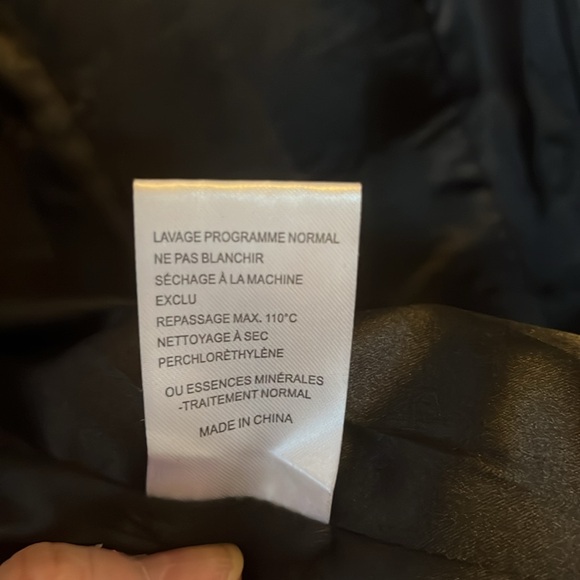 LAVAGE PROGRAMME NORMAL
NE PAS BLANCHIR
SÉCHAGE À LA MACHINE
EXCLU
REPASSAGE MAX. 110°C
NETTOYAGE À SEC
PERCHLORÈTHYLÈNE
OU ESSENCES MINÉRALES
-TRAITEMENT NORMAL
MADE IN CHINA